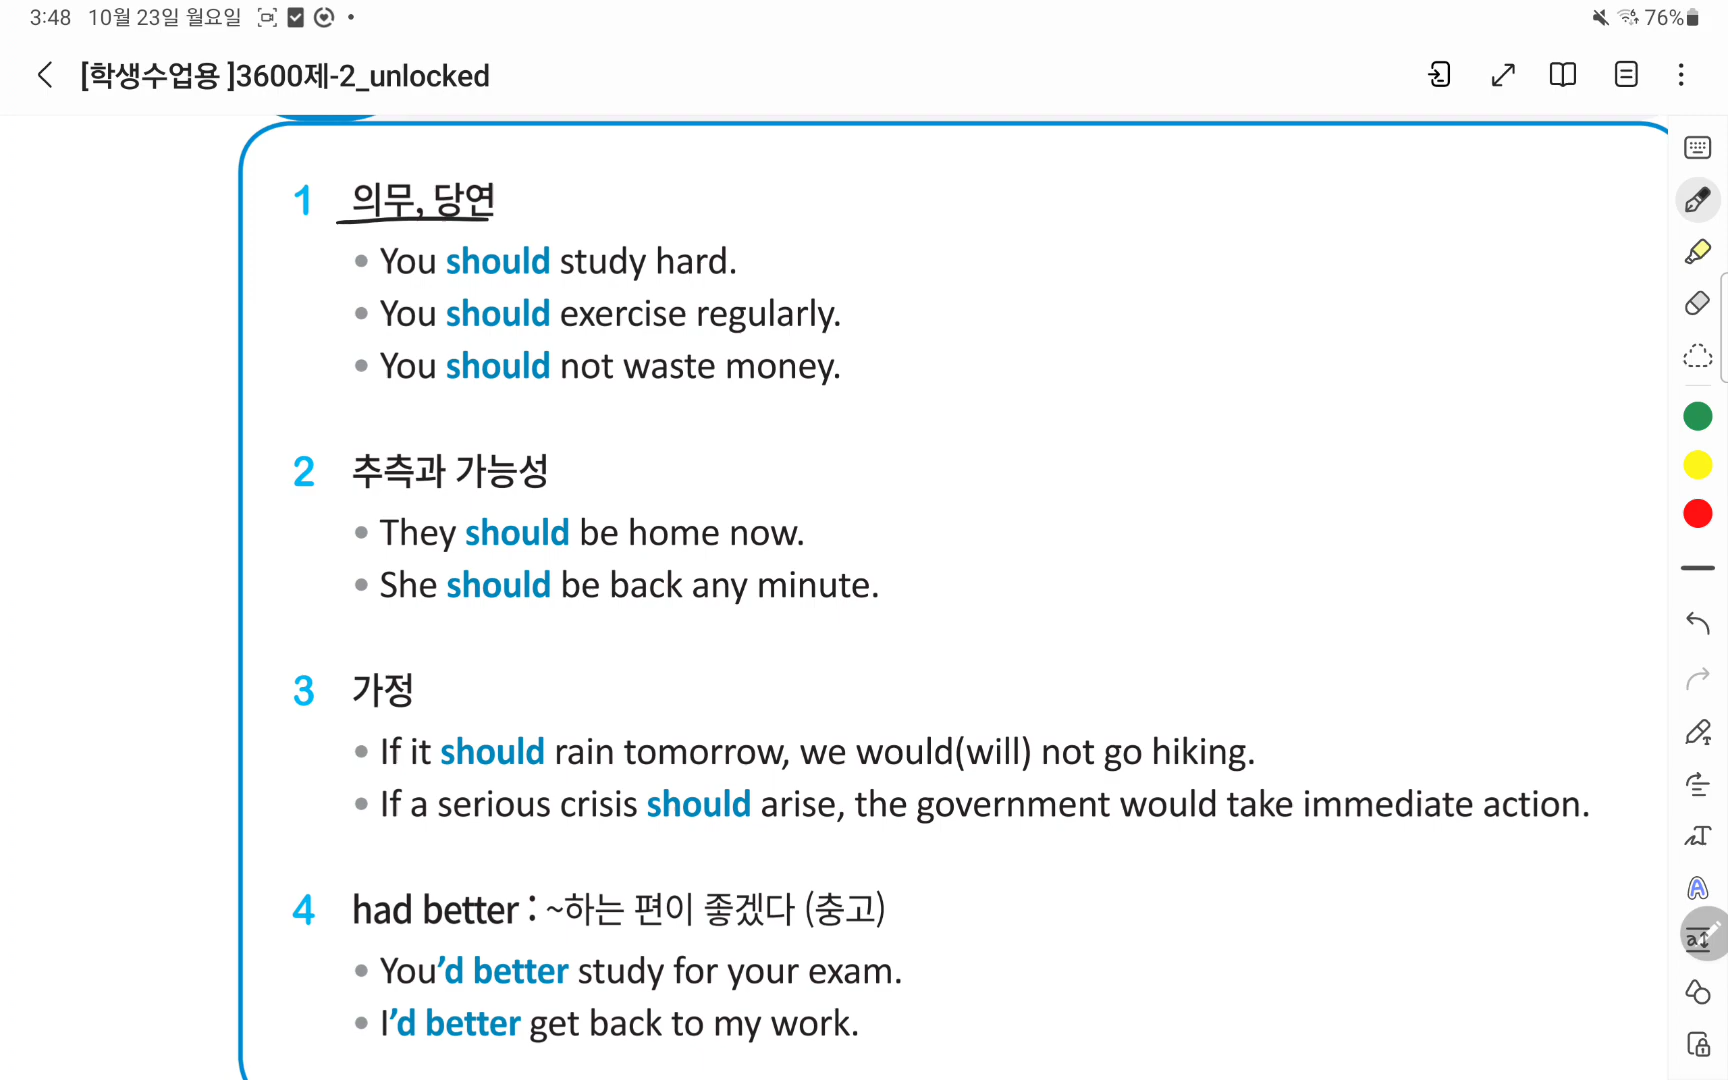 3:48 10월 23일 월요일 76%
[학생수업용 ]3600제-2_unlocked
1 의무, 당연
• You should study hard.
• You should exercise regularly.
• You should not waste money.
2 추측과 가능성
• They should be home now.
• She should be back any minute.
3 가정
• If it should rain tomorrow, we would(will) not go hiking.
• If a serious crisis should arise, the government would take immediate action.
4 had better : ~하는 편이 좋겠다 (충고)
• You’d better study for your exam.
• I’d better get back to my work.